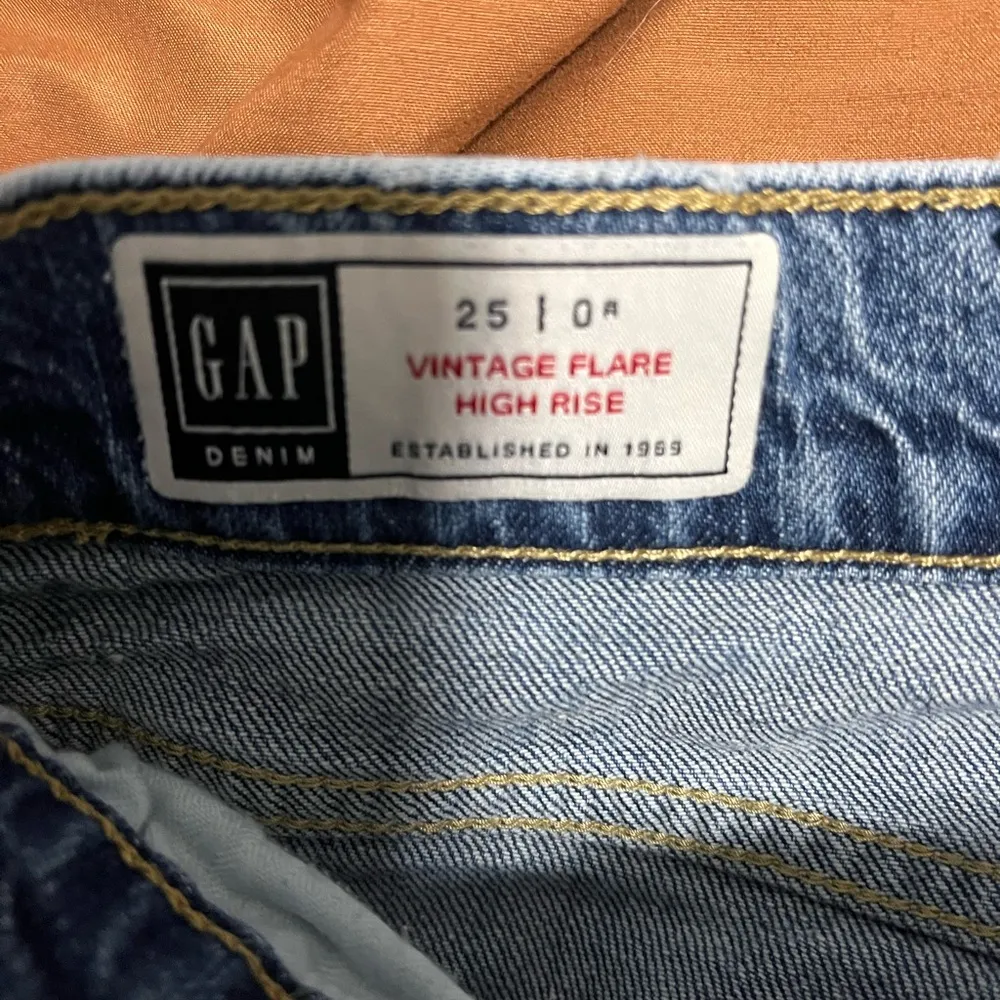 GAP
DENIM
25 | 0R
VINTAGE FLARE
HIGH RISE
ESTABLISHED IN 1969